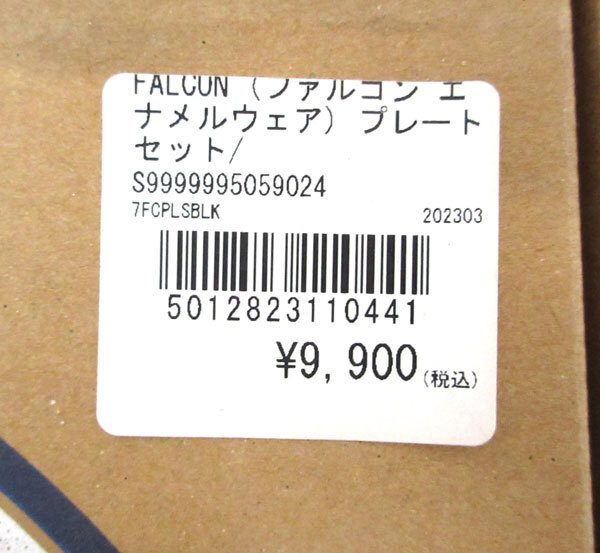 FALCON (ファルコン エ
ナメルウェア) プレート
セット/
S9999995059024
7FCPLSBLK 202303
5012823110441
¥9,900(税込)